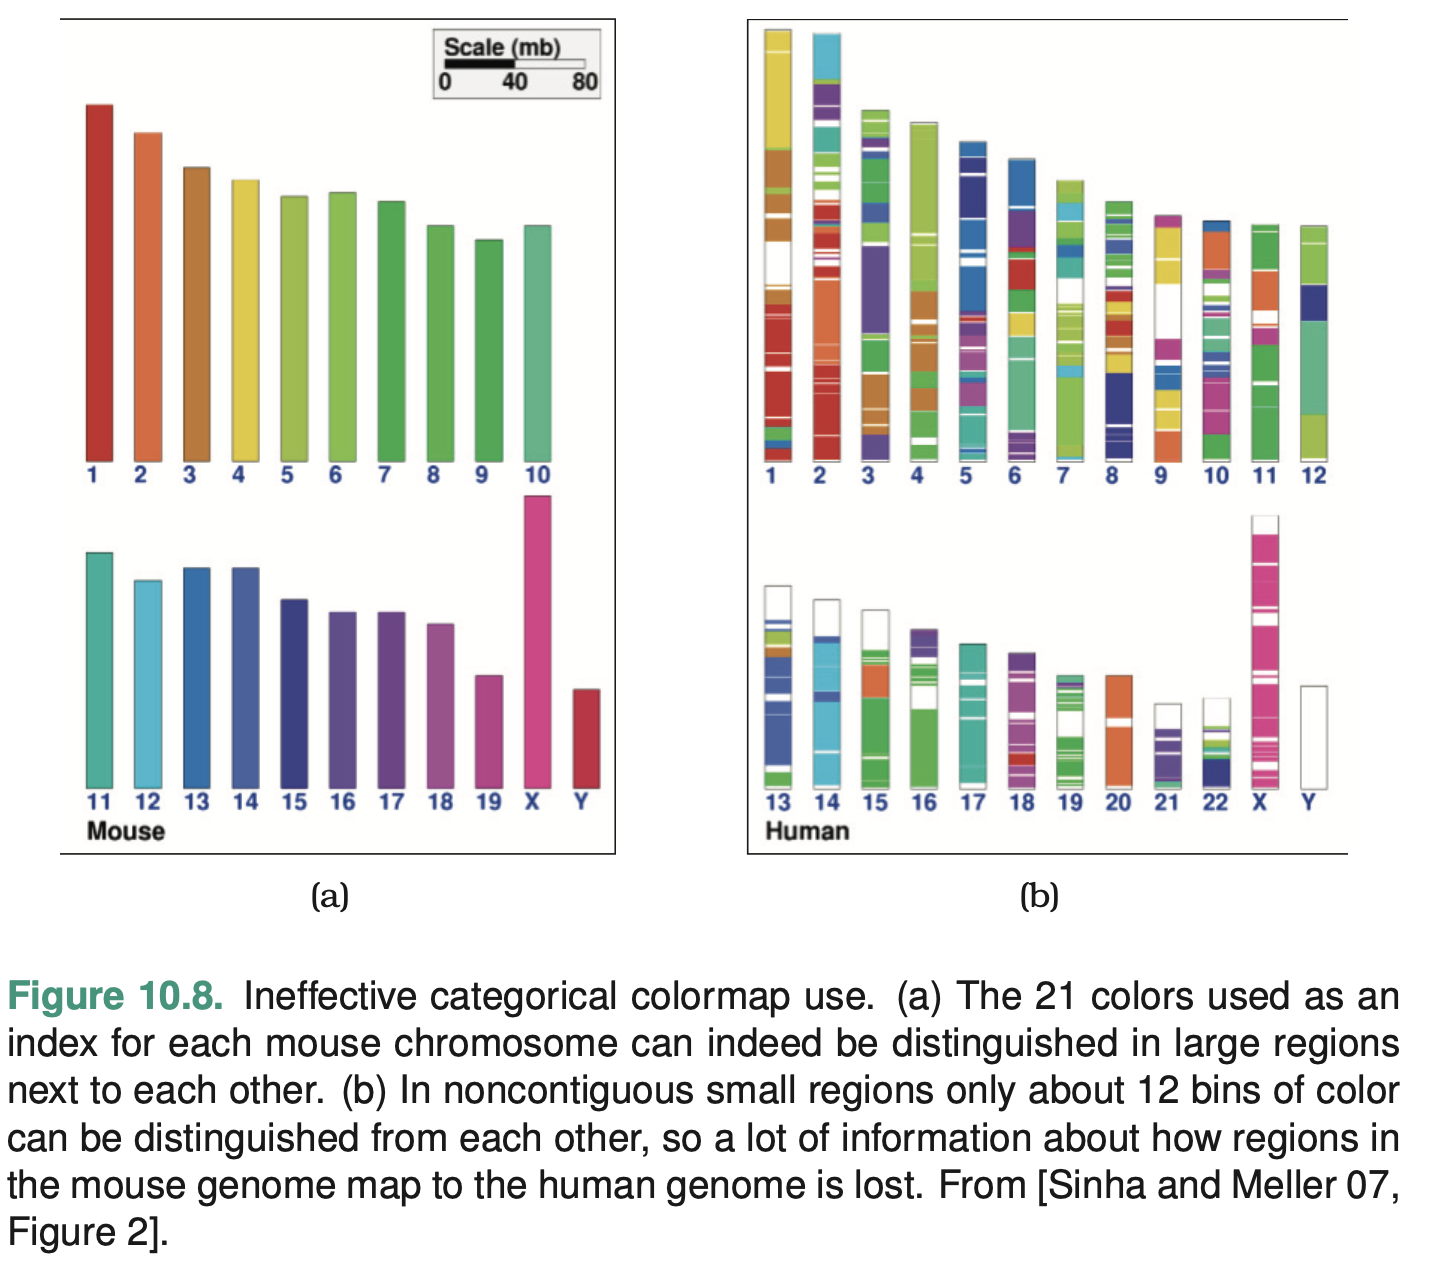 Scale (mb)
0 40 80
1 2 3 4 5 6 7 8 9 10
11 12 13 14 15 16 17 18 19 X Y
Mouse
(a)
1 2 3 4 5 6 7 8 9 10 11 12
13 14 15 16 17 18 19 20 21 22 X Y
Human
(b)
Figure 10.8. Ineffective categorical colormap use. (a) The 21 colors used as an
index for each mouse chromosome can indeed be distinguished in large regions
next to each other. (b) In noncontiguous small regions only about 12 bins of color
can be distinguished from each other, so a lot of information about how regions in
the mouse genome map to the human genome is lost. From [Sinha and Meller 07,
Figure 2].